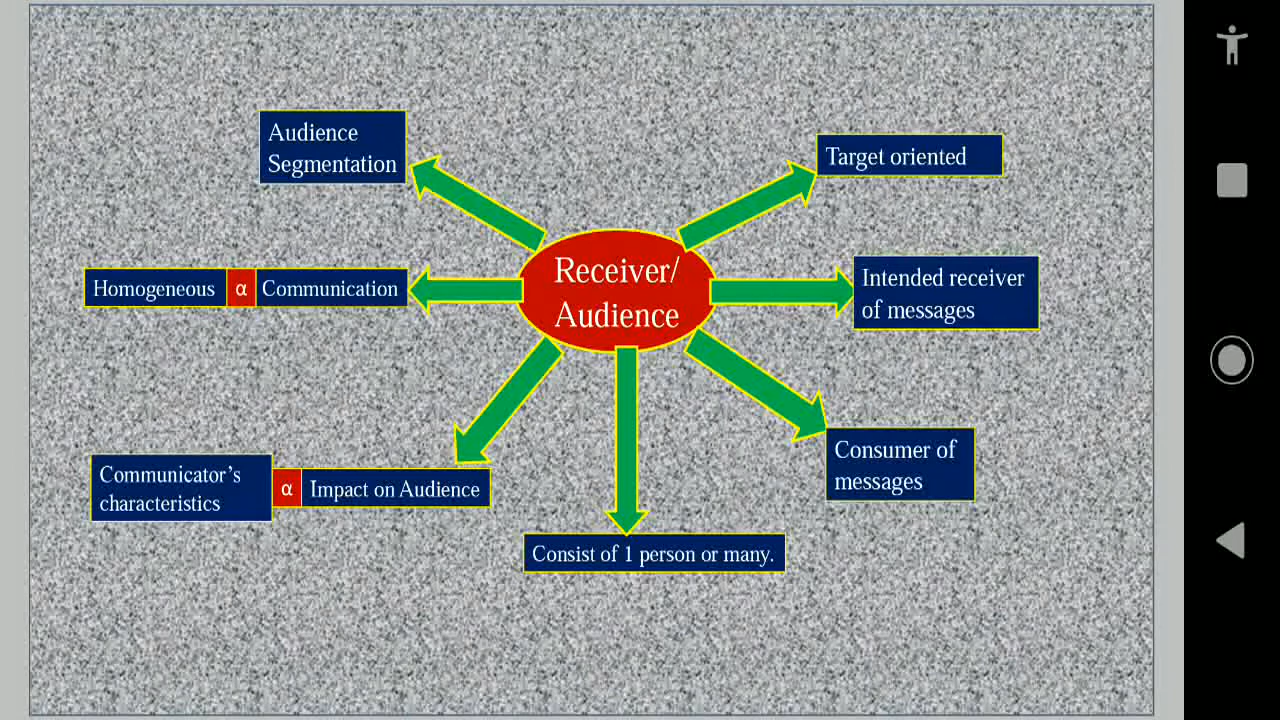 Audience
Segmentation
Target oriented
Receiver/
Audience
Homogeneous α Communication
Intended receiver
of messages
Communicator's
characteristics
α Impact on Audience
Consumer of
messages
Consist of 1 person or many.